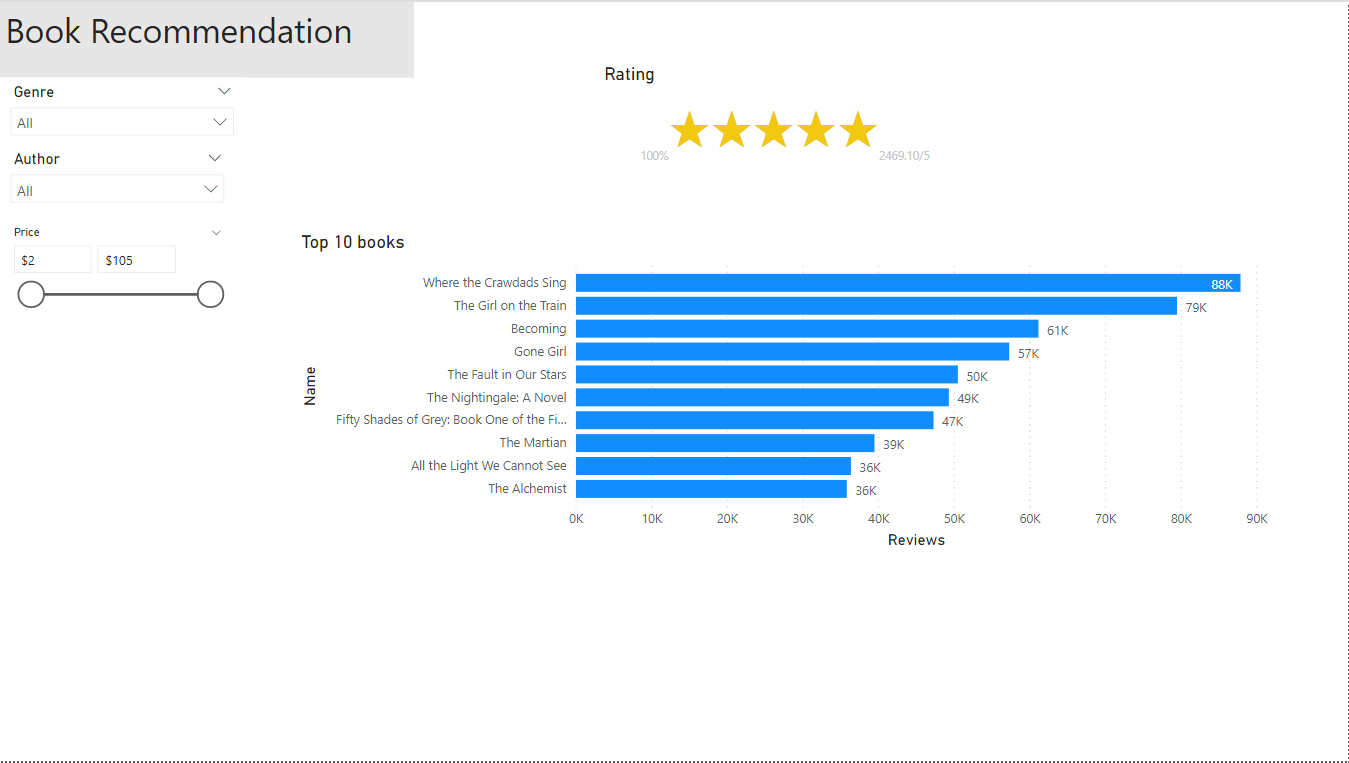 Book Recommendation
Genre
All
Author
All
Price
$2 $105
Rating
100% 2469.10/5
Top 10 books
Name
Where the Crawdads Sing 88K
The Girl on the Train 79K
Becoming 61K
Gone Girl 57K
The Fault in Our Stars 50K
The Nightingale: A Novel 49K
Fifty Shades of Grey: Book One of the Fi... 47K
The Martian 39K
All the Light We Cannot See 36K
The Alchemist 36K
0K 10K 20K 30K 40K 50K 60K 70K 80K 90K
Reviews